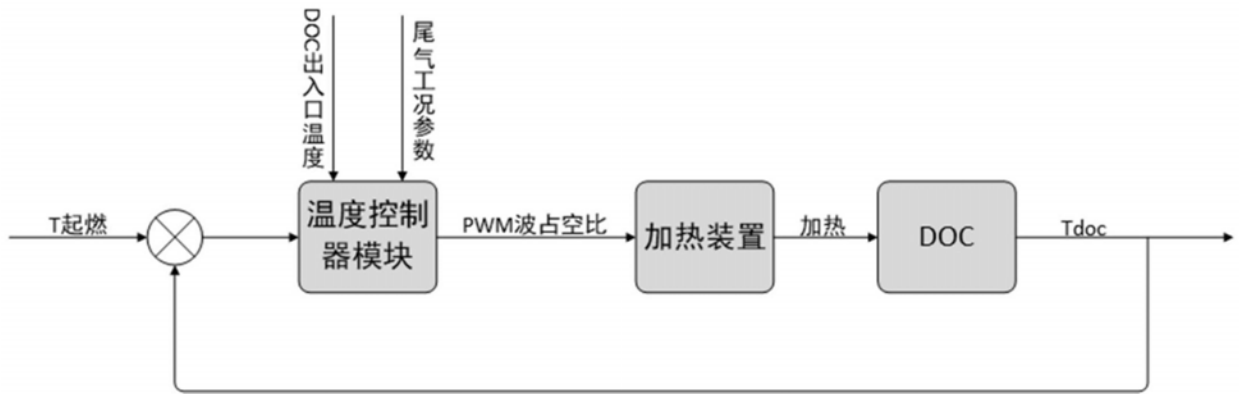 DOC出入口温度
尾气工况参数
T起燃
温度控制
器模块
PWM波占空比
加热装置
加热
DOC
Tdoc